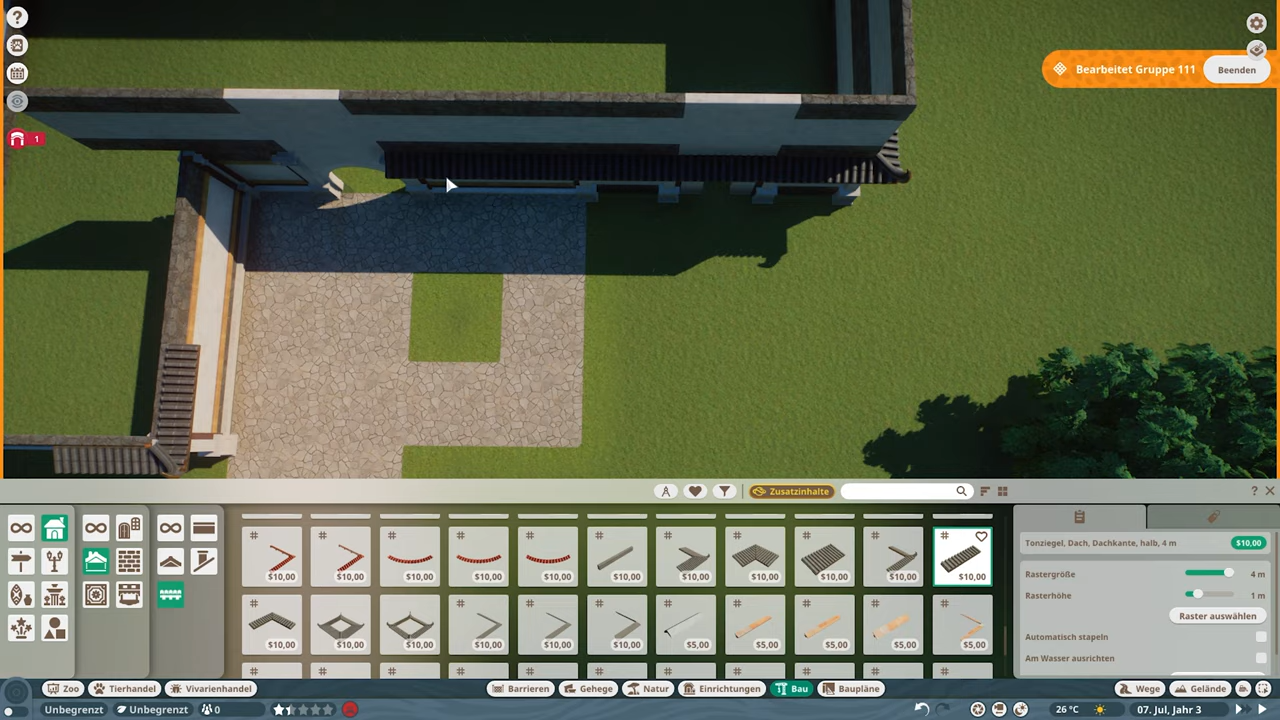 ?
Bearbeitet Gruppe 111
Beenden
1
Zusatzinhalte
? ×
$10,00 $10,00 $10,00 $10,00 $10,00 $10,00 $10,00 $10,00 $10,00 $10,00 $10,00
$10,00 $10,00 $10,00 $10,00 $10,00 $10,00 $5,00 $5,00 $5,00 $5,00 $5,00
Tonziegel, Dach, Dachkante, halb, 4 m $10,00
Rastergröße 4 m
Rasterhöhe 1 m
Raster auswählen
Automatisch stapeln
Am Wasser ausrichten
Zoo Tierhandel Vivarienhandel Barrieren Gehege Natur Einrichtungen Bau Baupläne Wege Gelände
Unbegrenzt Unbegrenzt 0 26 °C 07. Jul, Jahr 3